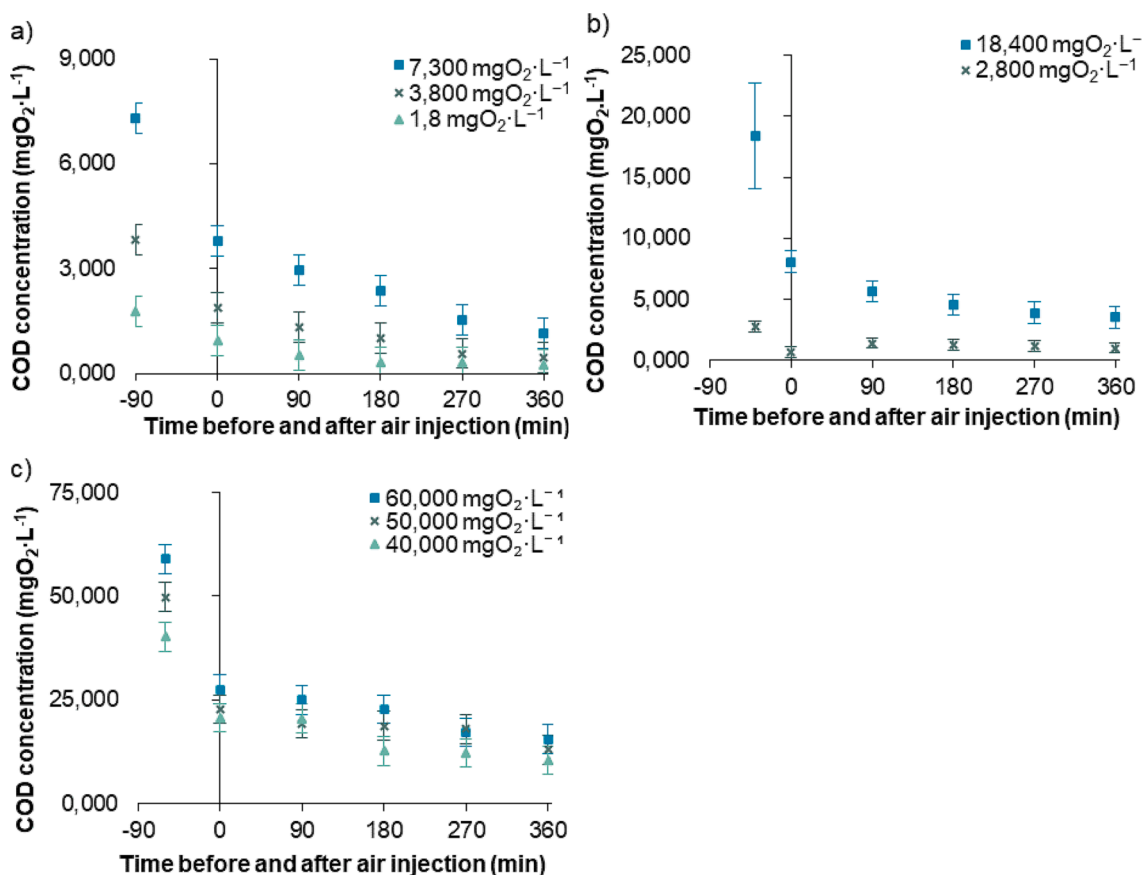 a)
COD concentration (mgO₂·L⁻¹)
9,000
6,000
3,000
0,000
7,300 mgO₂·L⁻¹
3,800 mgO₂·L⁻¹
1,8 mgO₂·L⁻¹
-90 0 90 180 270 360
Time before and after air injection (min)
b)
COD concentration (mgO₂.L⁻¹)
25,000
20,000
15,000
10,000
5,000
0,000
18,400 mgO₂·L⁻
2,800 mgO₂·L⁻¹
-90 0 90 180 270 360
Time before and after air injection (min)
c)
COD concentration (mgO₂·L⁻¹)
75,000
50,000
25,000
0,000
60,000 mgO₂·L⁻¹
50,000 mgO₂·L⁻¹
40,000 mgO₂·L⁻¹
-90 0 90 180 270 360
Time before and after air injection (min)